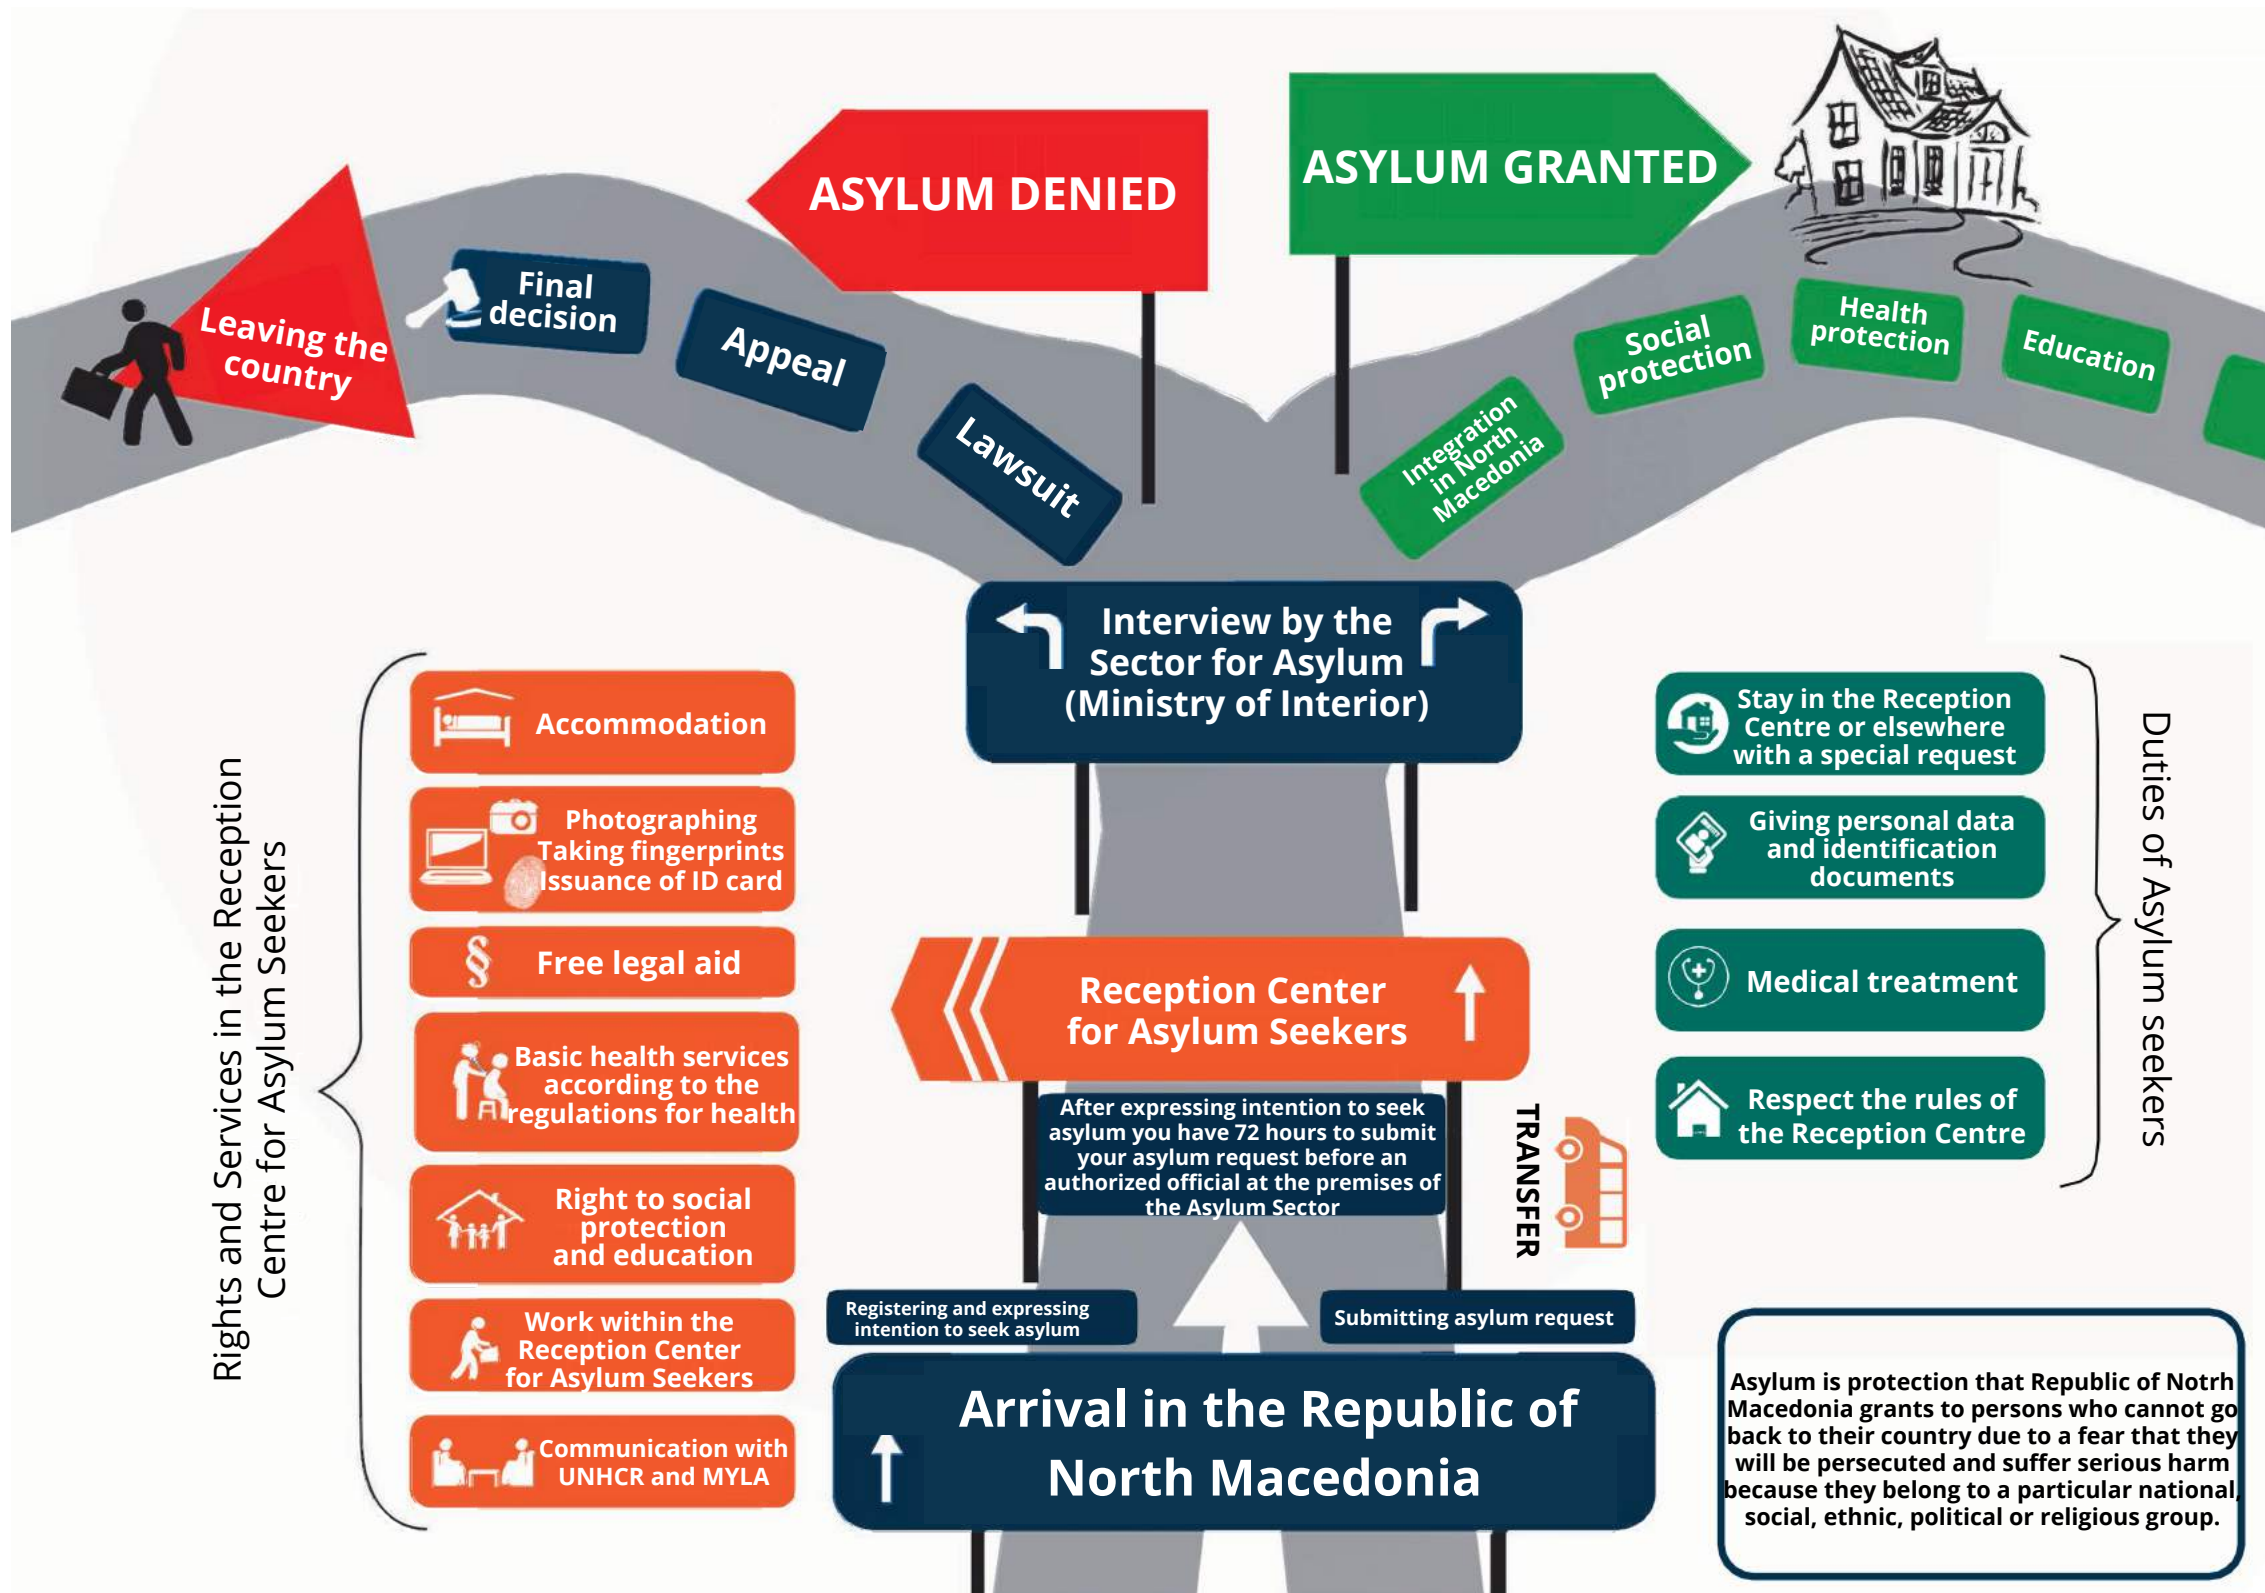 ASYLUM DENIED
ASYLUM GRANTED
Leaving the
country
Final
decision
Appeal
Lawsuit
Integration
in North
Macedonia
Social
protection
Health
protection
Education
Interview by the
Sector for Asylum
(Ministry of Interior)
Rights and Services in the Reception
Centre for Asylum Seekers
Accommodation
Photographing
Taking fingerprints
Issuance of ID card
Free legal aid
Basic health services
according to the
regulations for health
Right to social
protection
and education
Work within the
Reception Center
for Asylum Seekers
Communication with
UNHCR and MYLA
Reception Center
for Asylum Seekers
After expressing intention to seek
asylum you have 72 hours to submit
your asylum request before an
authorized official at the premises of
the Asylum Sector
TRANSFER
Registering and expressing
intention to seek asylum
Submitting asylum request
Arrival in the Republic of
North Macedonia
Stay in the Reception
Centre or elsewhere
with a special request
Giving personal data
and identification
documents
Medical treatment
Respect the rules of
the Reception Centre
Duties of Asylum seekers
Asylum is protection that Republic of Notrh
Macedonia grants to persons who cannot go
back to their country due to a fear that they
will be persecuted and suffer serious harm
because they belong to a particular national,
social, ethnic, political or religious group.